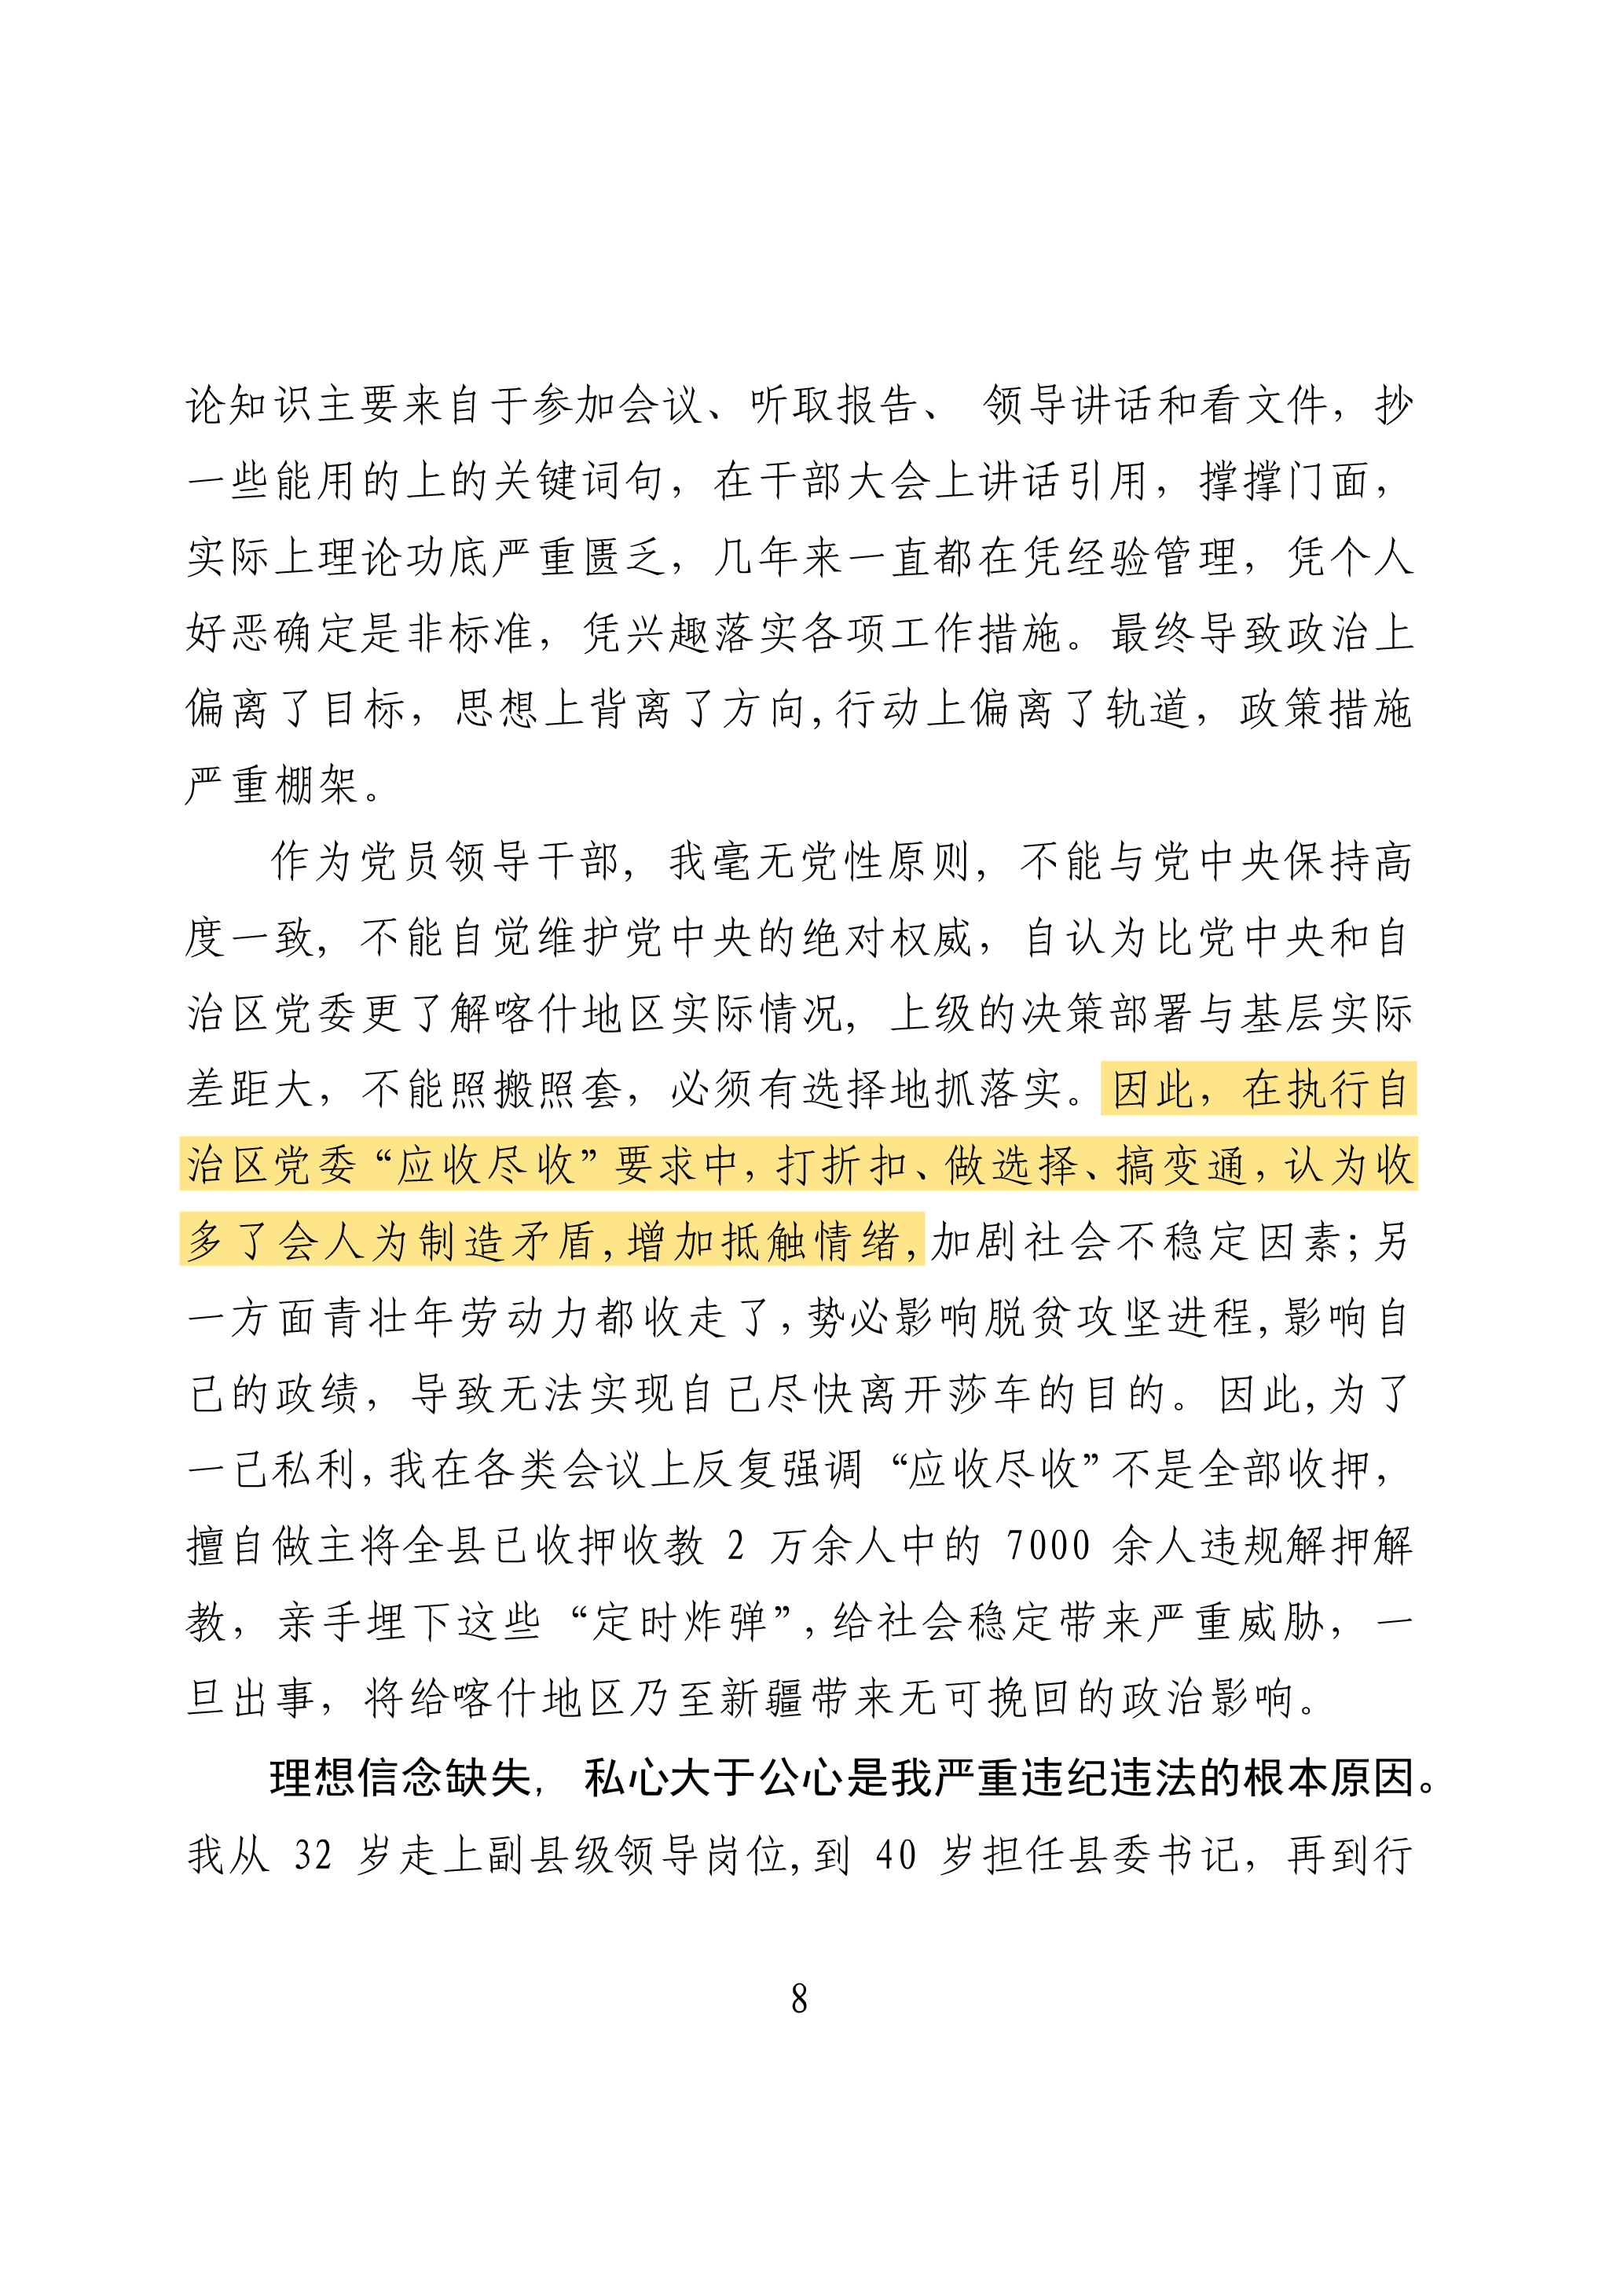 论知识主要来自于参加会议、听取报告、 领导讲话和看文件，抄
一些能用的上的关键词句，在干部大会上讲话引用，撑撑门面，
实际上理论功底严重匮乏，几年来一直都在凭经验管理，凭个人
好恶确定是非标准，凭兴趣落实各项工作措施。最终导致政治上
偏离了目标，思想上背离了方向,行动上偏离了轨道，政策措施
严重棚架。
作为党员领导干部，我毫无党性原则，不能与党中央保持高
度一致，不能自觉维护党中央的绝对权威，自认为比党中央和自
治区党委更了解喀什地区实际情况，上级的决策部署与基层实际
差距大，不能照搬照套，必须有选择地抓落实。因此，在执行自
治区党委“应收尽收”要求中,打折扣、做选择、搞变通,认为收
多了会人为制造矛盾,增加抵触情绪,加剧社会不稳定因素;另
一方面青壮年劳动力都收走了,势必影响脱贫攻坚进程,影响自
己的政绩，导致无法实现自己尽快离开莎车的目的。因此,为了
一已私利,我在各类会议上反复强调 “应收尽收”不是全部收押，
擅自做主将全县已收押收教 2 万余人中的 7000 余人违规解押解
教，亲手埋下这些 “定时炸弹”,给社会稳定带来严重威胁，一
旦出事，将给喀什地区乃至新疆带来无可挽回的政治影响。
理想信念缺失， 私心大于公心是我严重违纪违法的根本原因。
我从 32 岁走上副县级领导岗位,到 40 岁担任县委书记，再到行
8